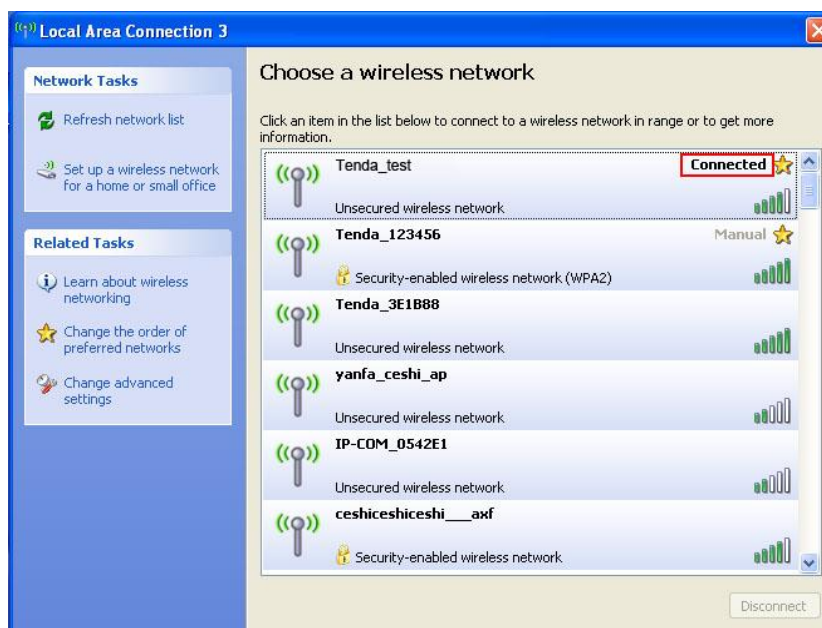 Local Area Connection 3
Network Tasks
Refresh network list
Set up a wireless network
for a home or small office
Related Tasks
Learn about wireless
networking
Change the order of
preferred networks
Change advanced
settings
Choose a wireless network
Click an item in the list below to connect to a wireless network in range or to get more
information.
Tenda_test
Connected
Unsecured wireless network
Tenda_123456
Manual
Security-enabled wireless network (WPA2)
Tenda_3E1B88
Unsecured wireless network
yanfa_ceshi_ap
Unsecured wireless network
IP-COM_0542E1
Unsecured wireless network
ceshiceshiceshi___axf
Security-enabled wireless network
Disconnect